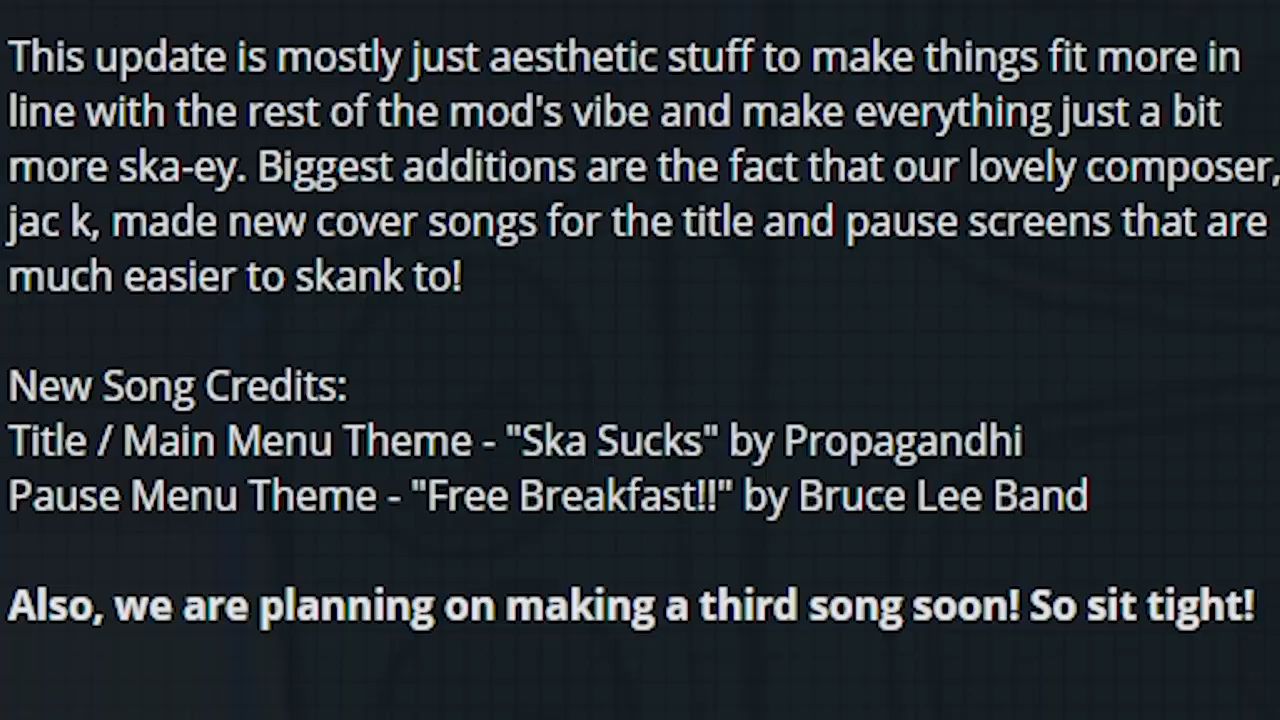 This update is mostly just aesthetic stuff to make things fit more in
line with the rest of the mod's vibe and make everything just a bit
more ska-ey. Biggest additions are the fact that our lovely composer,
jac k, made new cover songs for the title and pause screens that are
much easier to skank to!
New Song Credits:
Title / Main Menu Theme - "Ska Sucks" by Propagandhi
Pause Menu Theme - "Free Breakfast!!" by Bruce Lee Band
Also, we are planning on making a third song soon! So sit tight!